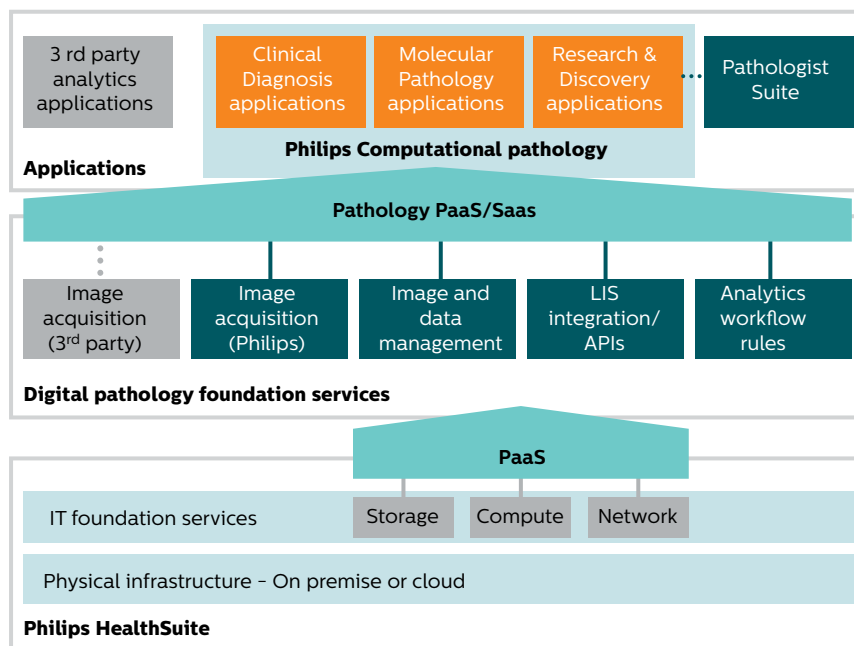 3 rd party
analytics
applications
Clinical
Diagnosis
applications
Molecular
Pathology
applications
Research &
Discovery
applications
Pathologist
Suite
Philips Computational pathology
Applications
Pathology PaaS/Saas
Image
acquisition
(3rd party)
Image
acquisition
(Philips)
Image and
data
management
LIS
integration/
APIs
Analytics
workflow
rules
Digital pathology foundation services
PaaS
IT foundation services
Storage
Compute
Network
Physical infrastructure – On premise or cloud
Philips HealthSuite